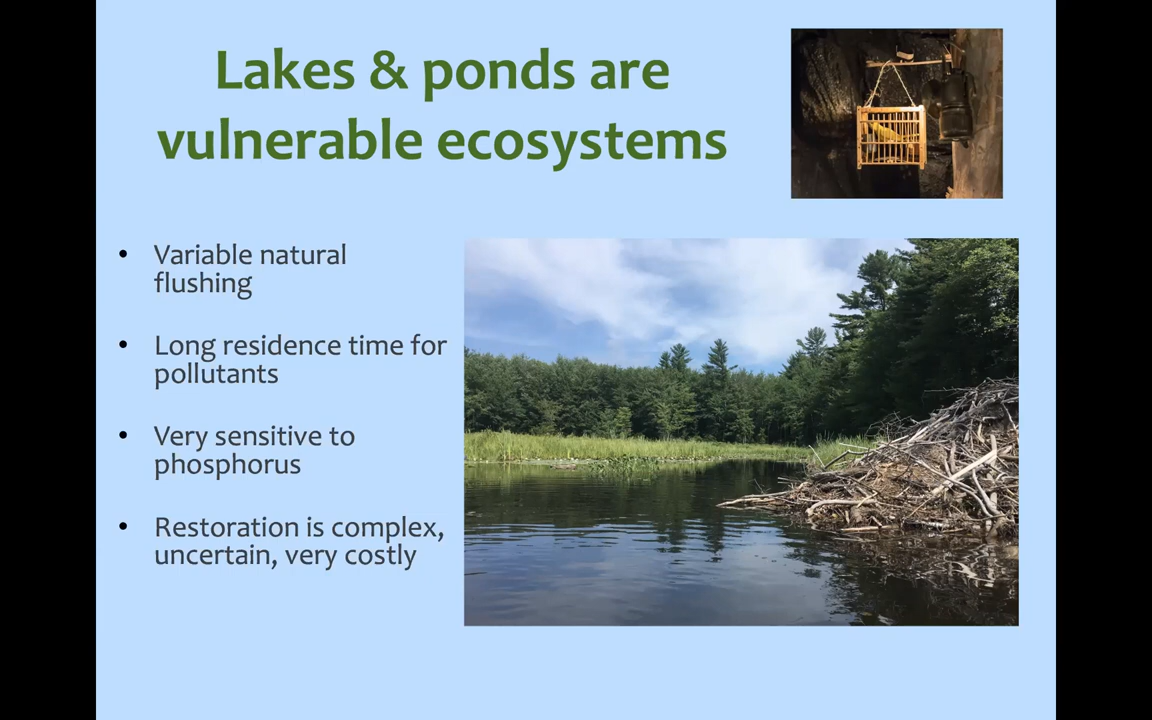 Lakes & ponds are
vulnerable ecosystems
• Variable natural
flushing
• Long residence time for
pollutants
• Very sensitive to
phosphorus
• Restoration is complex,
uncertain, very costly